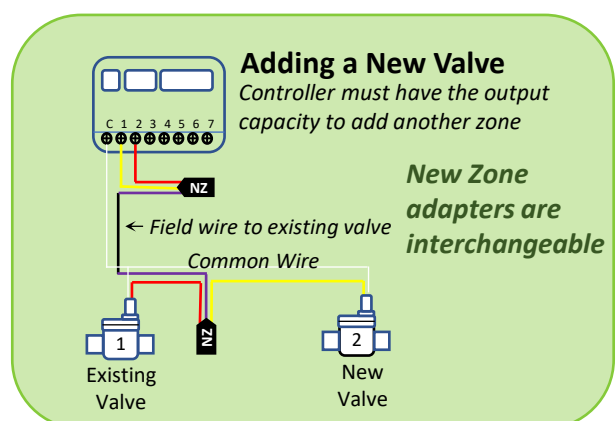 Adding a New Valve
Controller must have the output
capacity to add another zone
C 1 2 3 4 5 6 7
NZ
New Zone
adapters are
interchangeable
← Field wire to existing valve
Common Wire
NZ
1
2
Existing
Valve
New
Valve